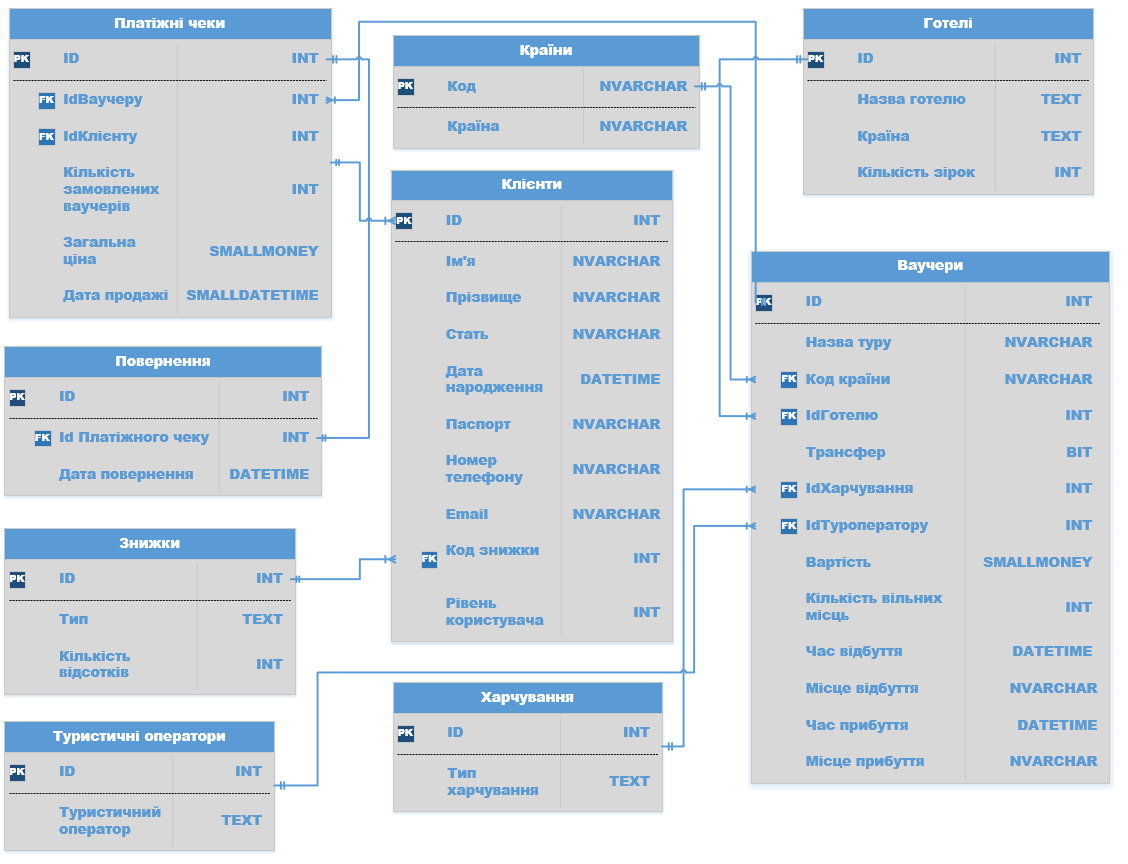 Платіжні чеки
PK ID INT
FK IdВаучеру INT
FK IdКлієнту INT
Кількість
замовлених
ваучерів
INT
Загальна
ціна
SMALLMONEY
Дата продажі SMALLDATETIME
Країни
PK Код NVARCHAR
Країна NVARCHAR
Готелі
PK ID INT
Назва готелю TEXT
Країна TEXT
Кількість зірок INT
Клієнти
PK ID INT
Ім'я NVARCHAR
Прізвище NVARCHAR
Стать NVARCHAR
Дата
народження
DATETIME
Паспорт NVARCHAR
Номер
телефону
NVARCHAR
Email NVARCHAR
FK Код знижки INT
Рівень
користувача
INT
Ваучери
PK ID INT
Назва туру NVARCHAR
FK Код країни NVARCHAR
FK IdГотелю INT
Трансфер BIT
FK IdХарчування INT
FK IdТуроператору INT
Вартість SMALLMONEY
Кількість вільних
місць
INT
Час відбуття DATETIME
Місце відбуття NVARCHAR
Час прибуття DATETIME
Місце прибуття NVARCHAR
Повернення
PK ID INT
FK Id Платіжного чеку INT
Дата повернення DATETIME
Знижки
PK ID INT
Тип TEXT
Кількість
відсотків
INT
Туристичні оператори
PK ID INT
Туристичний
оператор
TEXT
Харчування
PK ID INT
Тип
харчування
TEXT